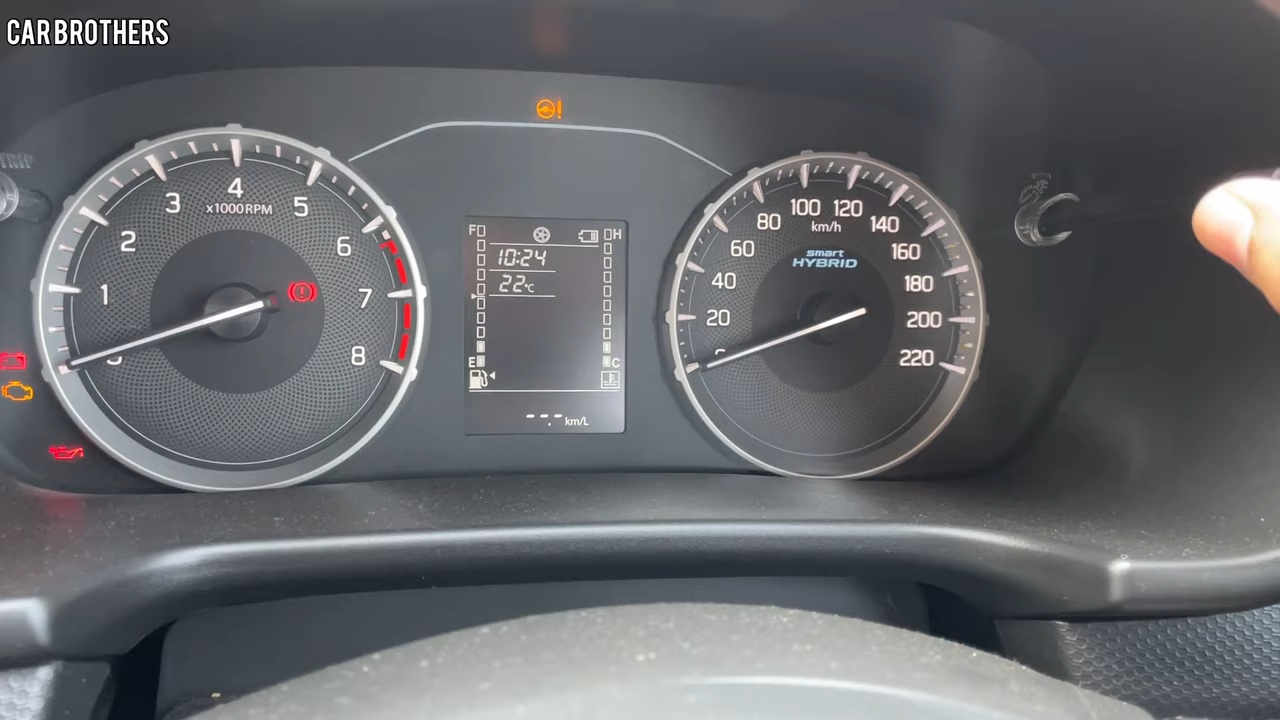 CAR BROTHERS
TRIP
1
2
3
4
5
6
7
8
x1000RPM
F
E
H
C
10:24
22°C
--.- km/L
0
20
40
60
80
100
120
140
160
180
200
220
km/h
smart
HYBRID